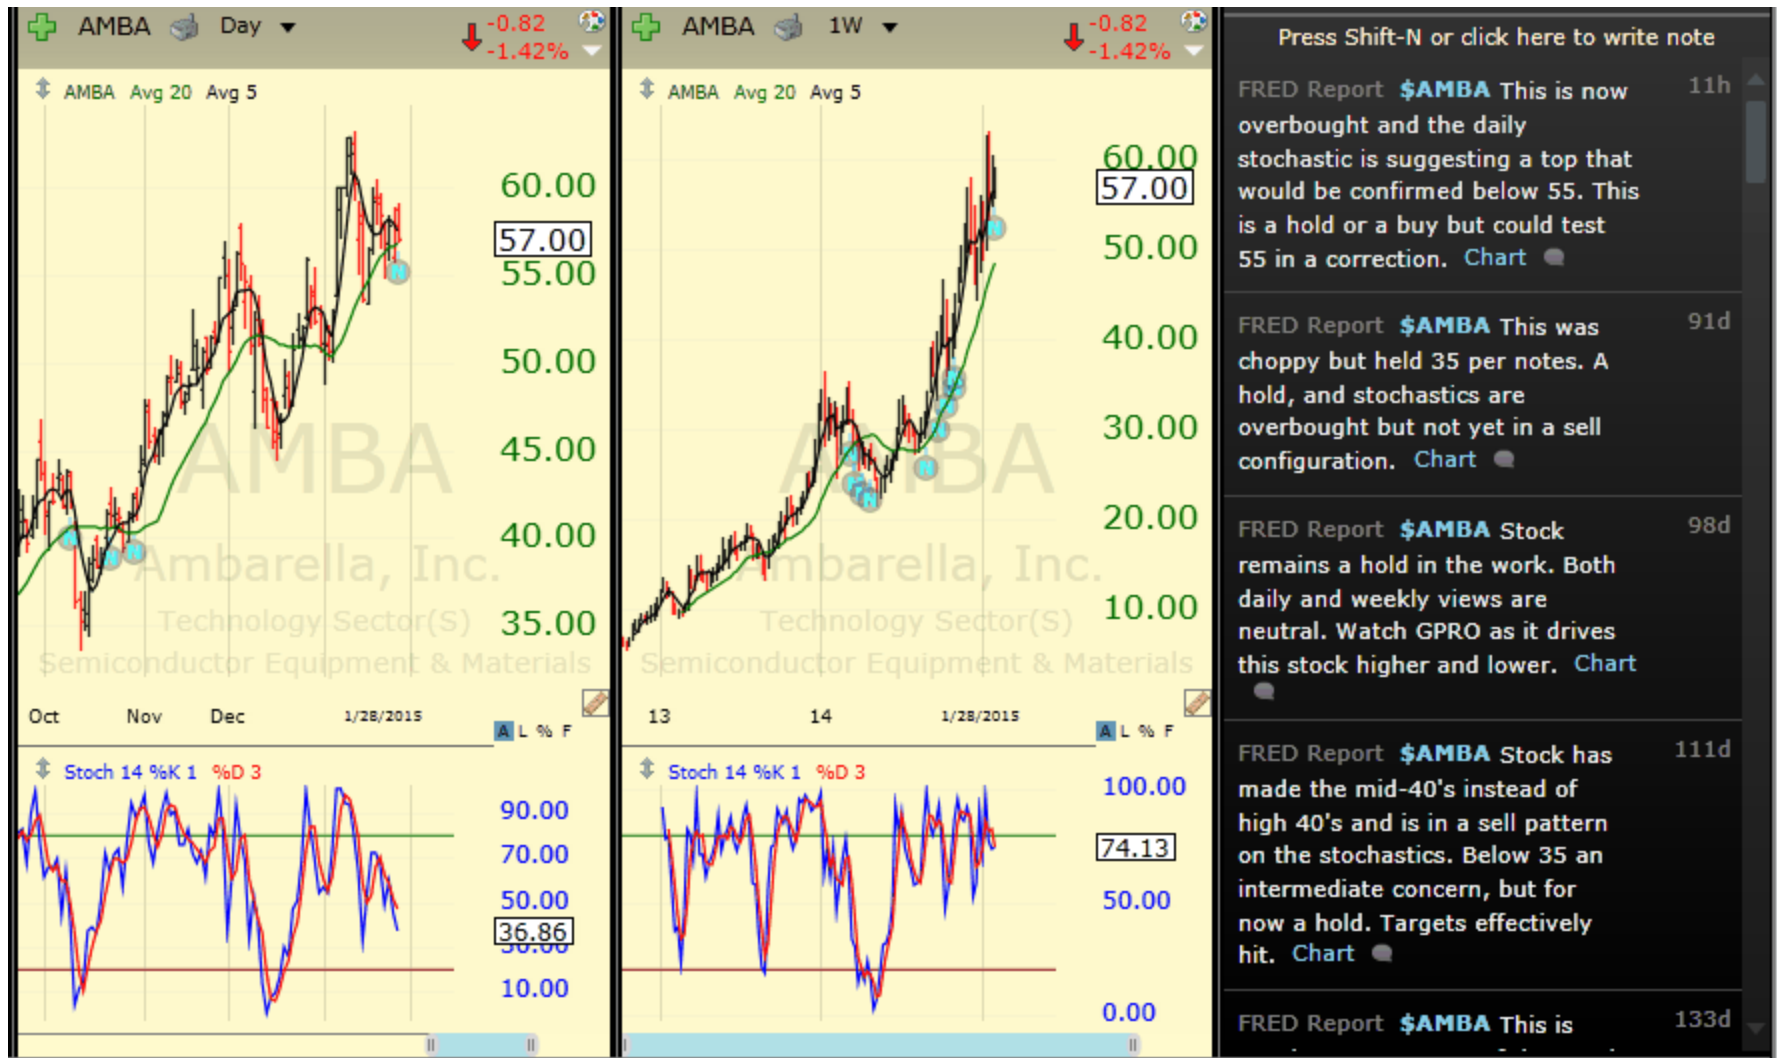 AMBA Day
-0.82
-1.42%
AMBA Avg 20 Avg 5
60.00
57.00
55.00
50.00
45.00
40.00
35.00
AMBA
Ambarella, Inc.
Technology Sector(S)
Semiconductor Equipment & Materials
N
N
N
N
Oct Nov Dec 1/28/2015
A L % F
Stoch 14 %K 1 %D 3
90.00
70.00
50.00
36.86
30.00
10.00
AMBA 1W
-0.82
-1.42%
AMBA Avg 20 Avg 5
60.00
57.00
50.00
40.00
30.00
20.00
10.00
AMBA
Ambarella, Inc.
Technology Sector(S)
Semiconductor Equipment & Materials
N
N
N
N
13 14 1/28/2015
A L % F
Stoch 14 %K 1 %D 3
100.00
74.13
50.00
0.00
Press Shift-N or click here to write note
FRED Report $AMBA This is now 11h
overbought and the daily
stochastic is suggesting a top that
would be confirmed below 55. This
is a hold or a buy but could test
55 in a correction. Chart
FRED Report $AMBA This was 91d
choppy but held 35 per notes. A
hold, and stochastics are
overbought but not yet in a sell
configuration. Chart
FRED Report $AMBA Stock 98d
remains a hold in the work. Both
daily and weekly views are
neutral. Watch GPRO as it drives
this stock higher and lower. Chart
FRED Report $AMBA Stock has 111d
made the mid-40's instead of
high 40's and is in a sell pattern
on the stochastics. Below 35 an
intermediate concern, but for
now a hold. Targets effectively
hit. Chart
FRED Report $AMBA This is 133d